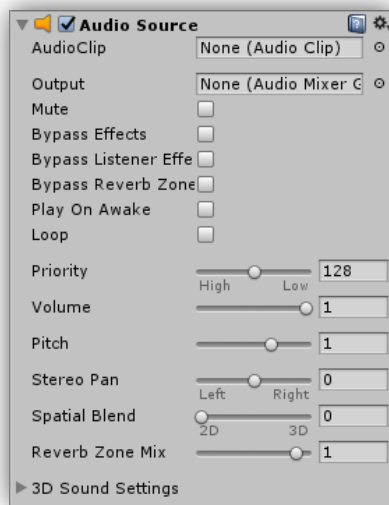 Audio Source
AudioClip None (Audio Clip)
Output None (Audio Mixer G
Mute
Bypass Effects
Bypass Listener Effe
Bypass Reverb Zone
Play On Awake
Loop
Priority 128
High Low
Volume 1
Pitch 1
Stereo Pan 0
Left Right
Spatial Blend 0
2D 3D
Reverb Zone Mix 1
3D Sound Settings